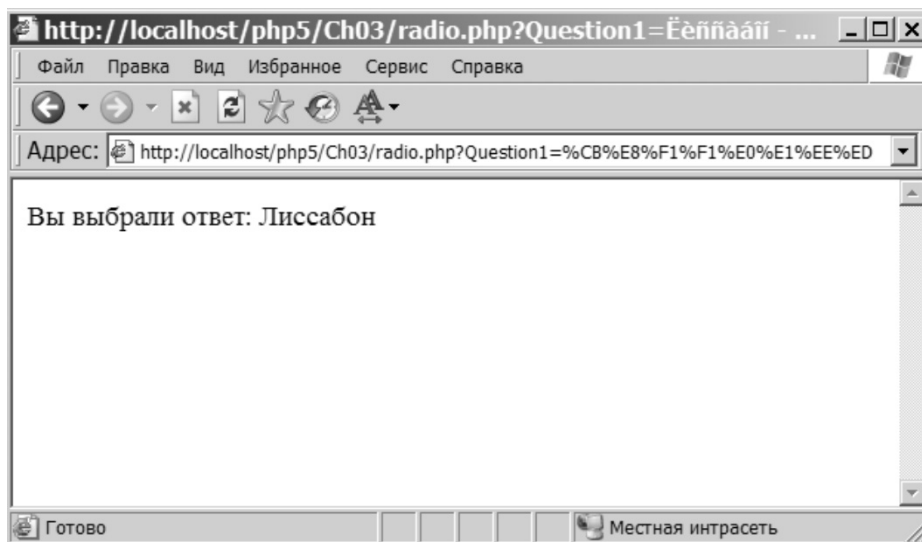 http://localhost/php5/Ch03/radio.php?Question1=Ëèññàáîí - ...
Файл Правка Вид Избранное Сервис Справка
Адрес: http://localhost/php5/Ch03/radio.php?Question1=%CB%E8%F1%F1%E0%E1%EE%ED
Вы выбрали ответ: Лиссабон
Готово Местная интрасеть